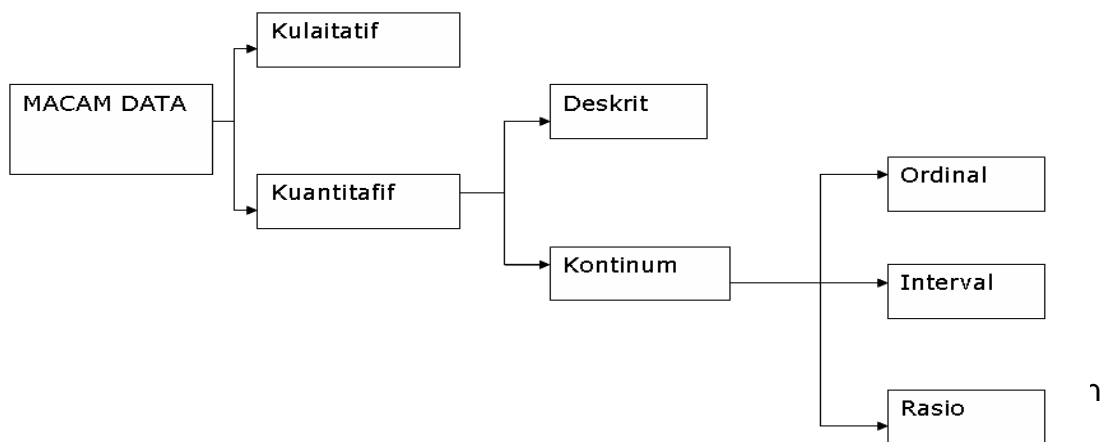 Kulaitatif
MACAM DATA
Deskrit
Kuantitafif
Ordinal
Kontinum
Interval
Rasio